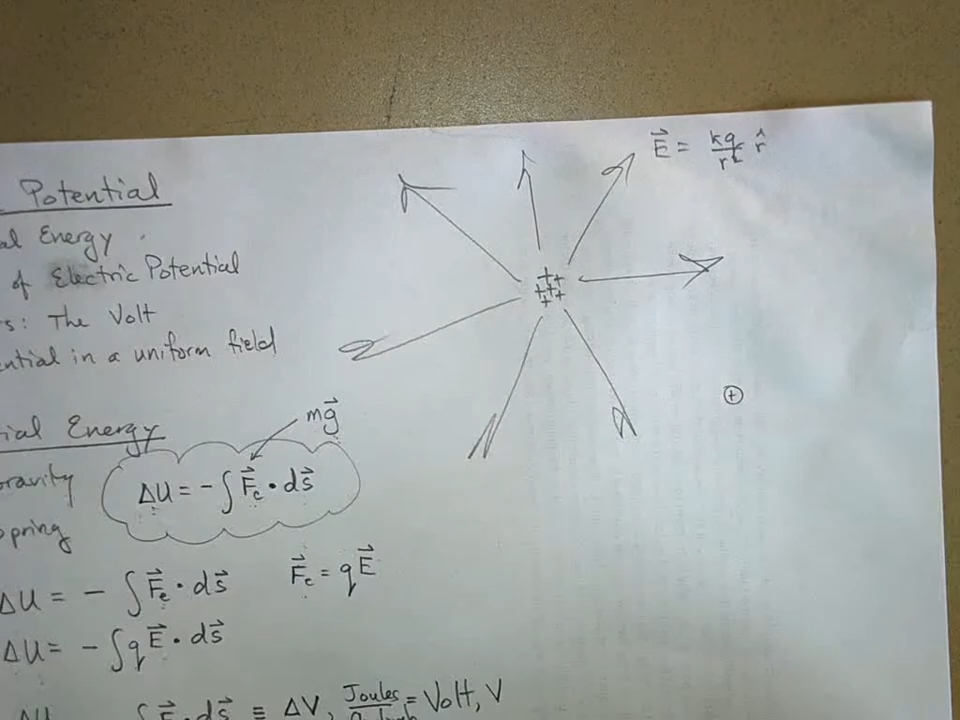 Potential
al Energy
of Electric Potential
s: The Volt
ential in a uniform field
ial Energy
ravity
pring
mg⃗
ΔU = - ∫ F⃗c • ds⃗
ΔU = - ∫ F⃗e • ds⃗
F⃗e = qE⃗
ΔU = - ∫ qE⃗ • ds⃗
∫ E⃗ • ds⃗ ≡ ΔV, Joules = Volt, V
E⃗ = kq/r² r̂
+ + + + + +
+